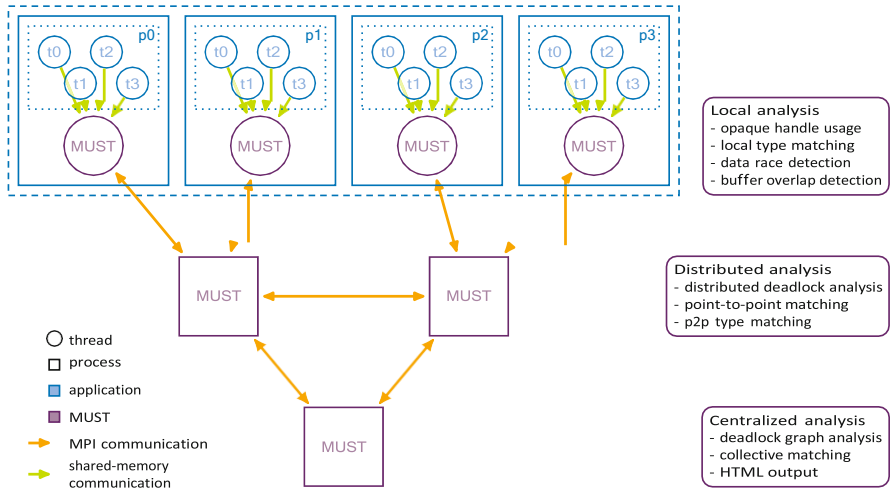 p0
p1
p2
p3
t0
t2
t0
t2
t0
t2
t0
t2
t1
t3
t1
t3
t1
t3
t1
t3
MUST
MUST
MUST
MUST
Local analysis
- opaque handle usage
- local type matching
- data race detection
- buffer overlap detection
MUST
MUST
Distributed analysis
- distributed deadlock analysis
- point-to-point matching
- p2p type matching
thread
process
application
MUST
MPI communication
shared-memory
communication
MUST
Centralized analysis
- deadlock graph analysis
- collective matching
- HTML output